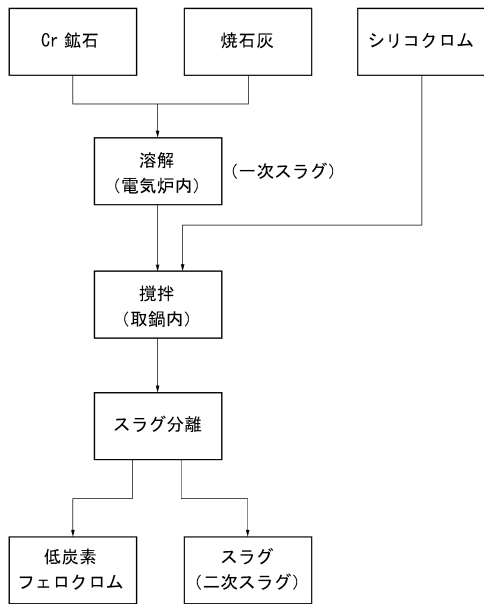 Cr 鉱石
焼石灰
シリコクロム
溶解
(電気炉内)
(一次スラグ)
撹拌
(取鍋内)
スラグ分離
低炭素
フェロクロム
スラグ
(二次スラグ)